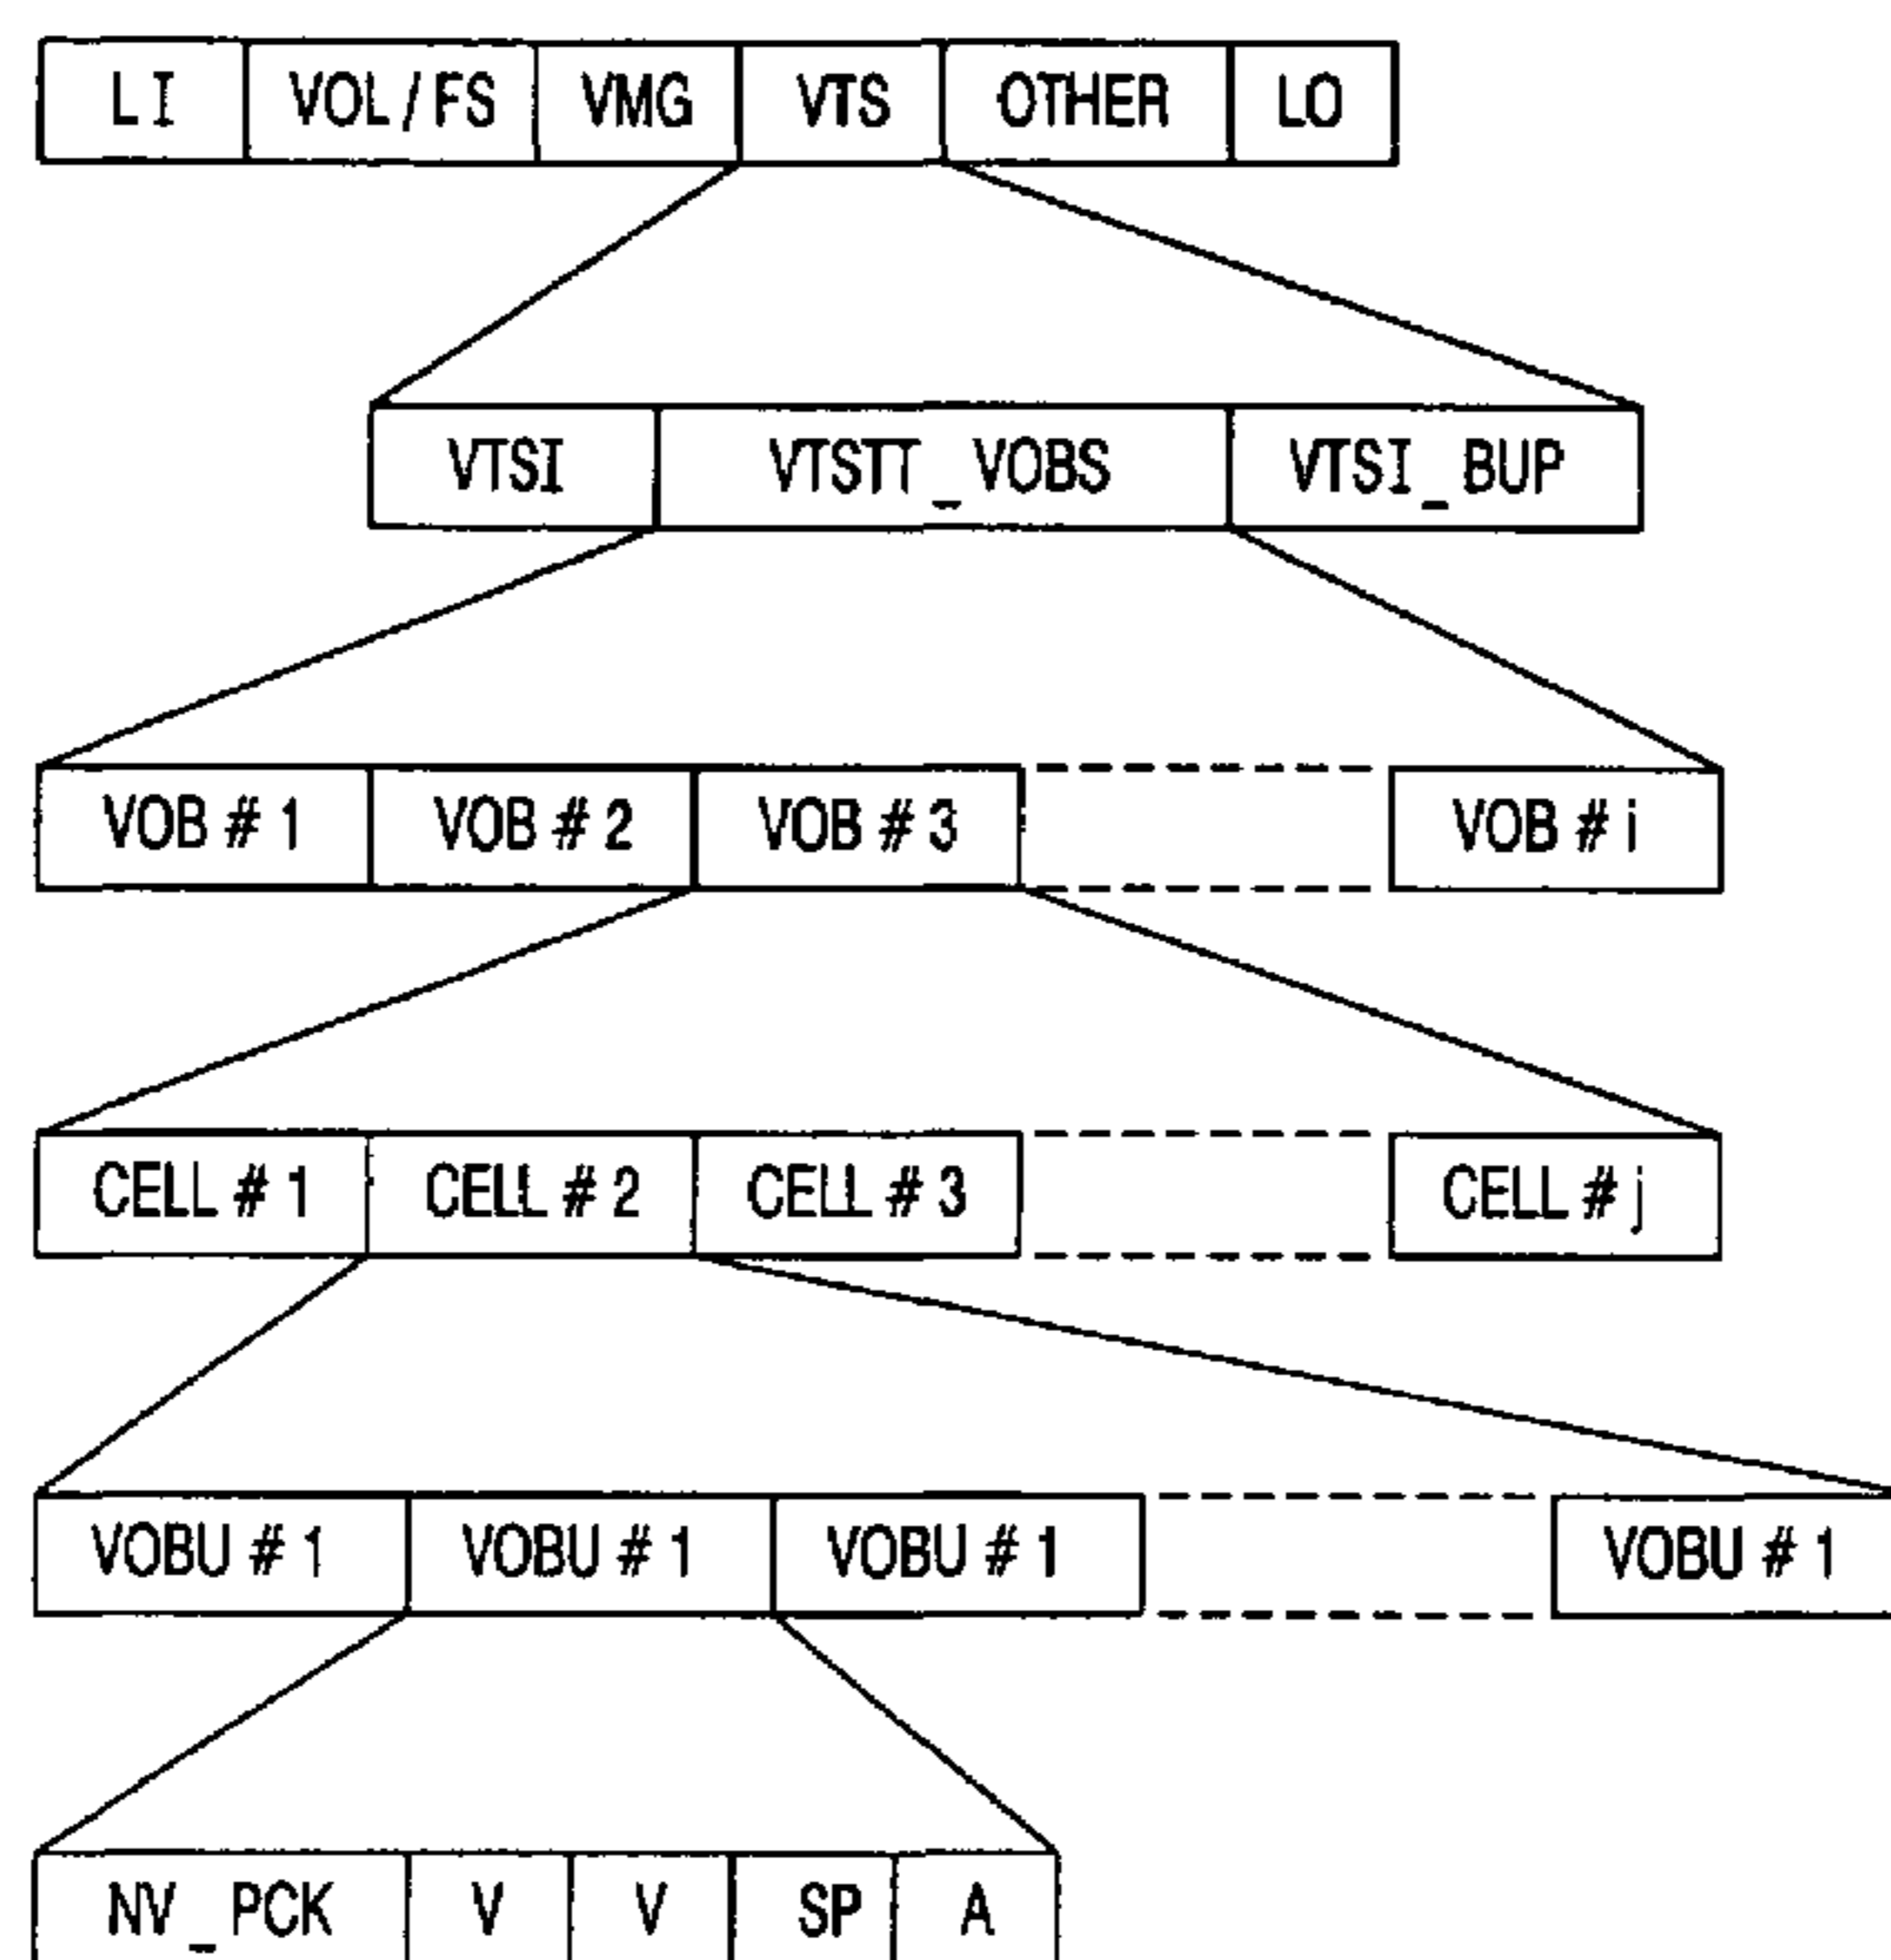 LI VOL/FS VMG VTS OTHER LO
VTSI VTSTT_VOBS VTSI_BUP
VOB #1 VOB #2 VOB #3 VOB #i
CELL #1 CELL #2 CELL #3 CELL #j
VOBU #1 VOBU #1 VOBU #1 VOBU #1
NV_PCK V V SP A